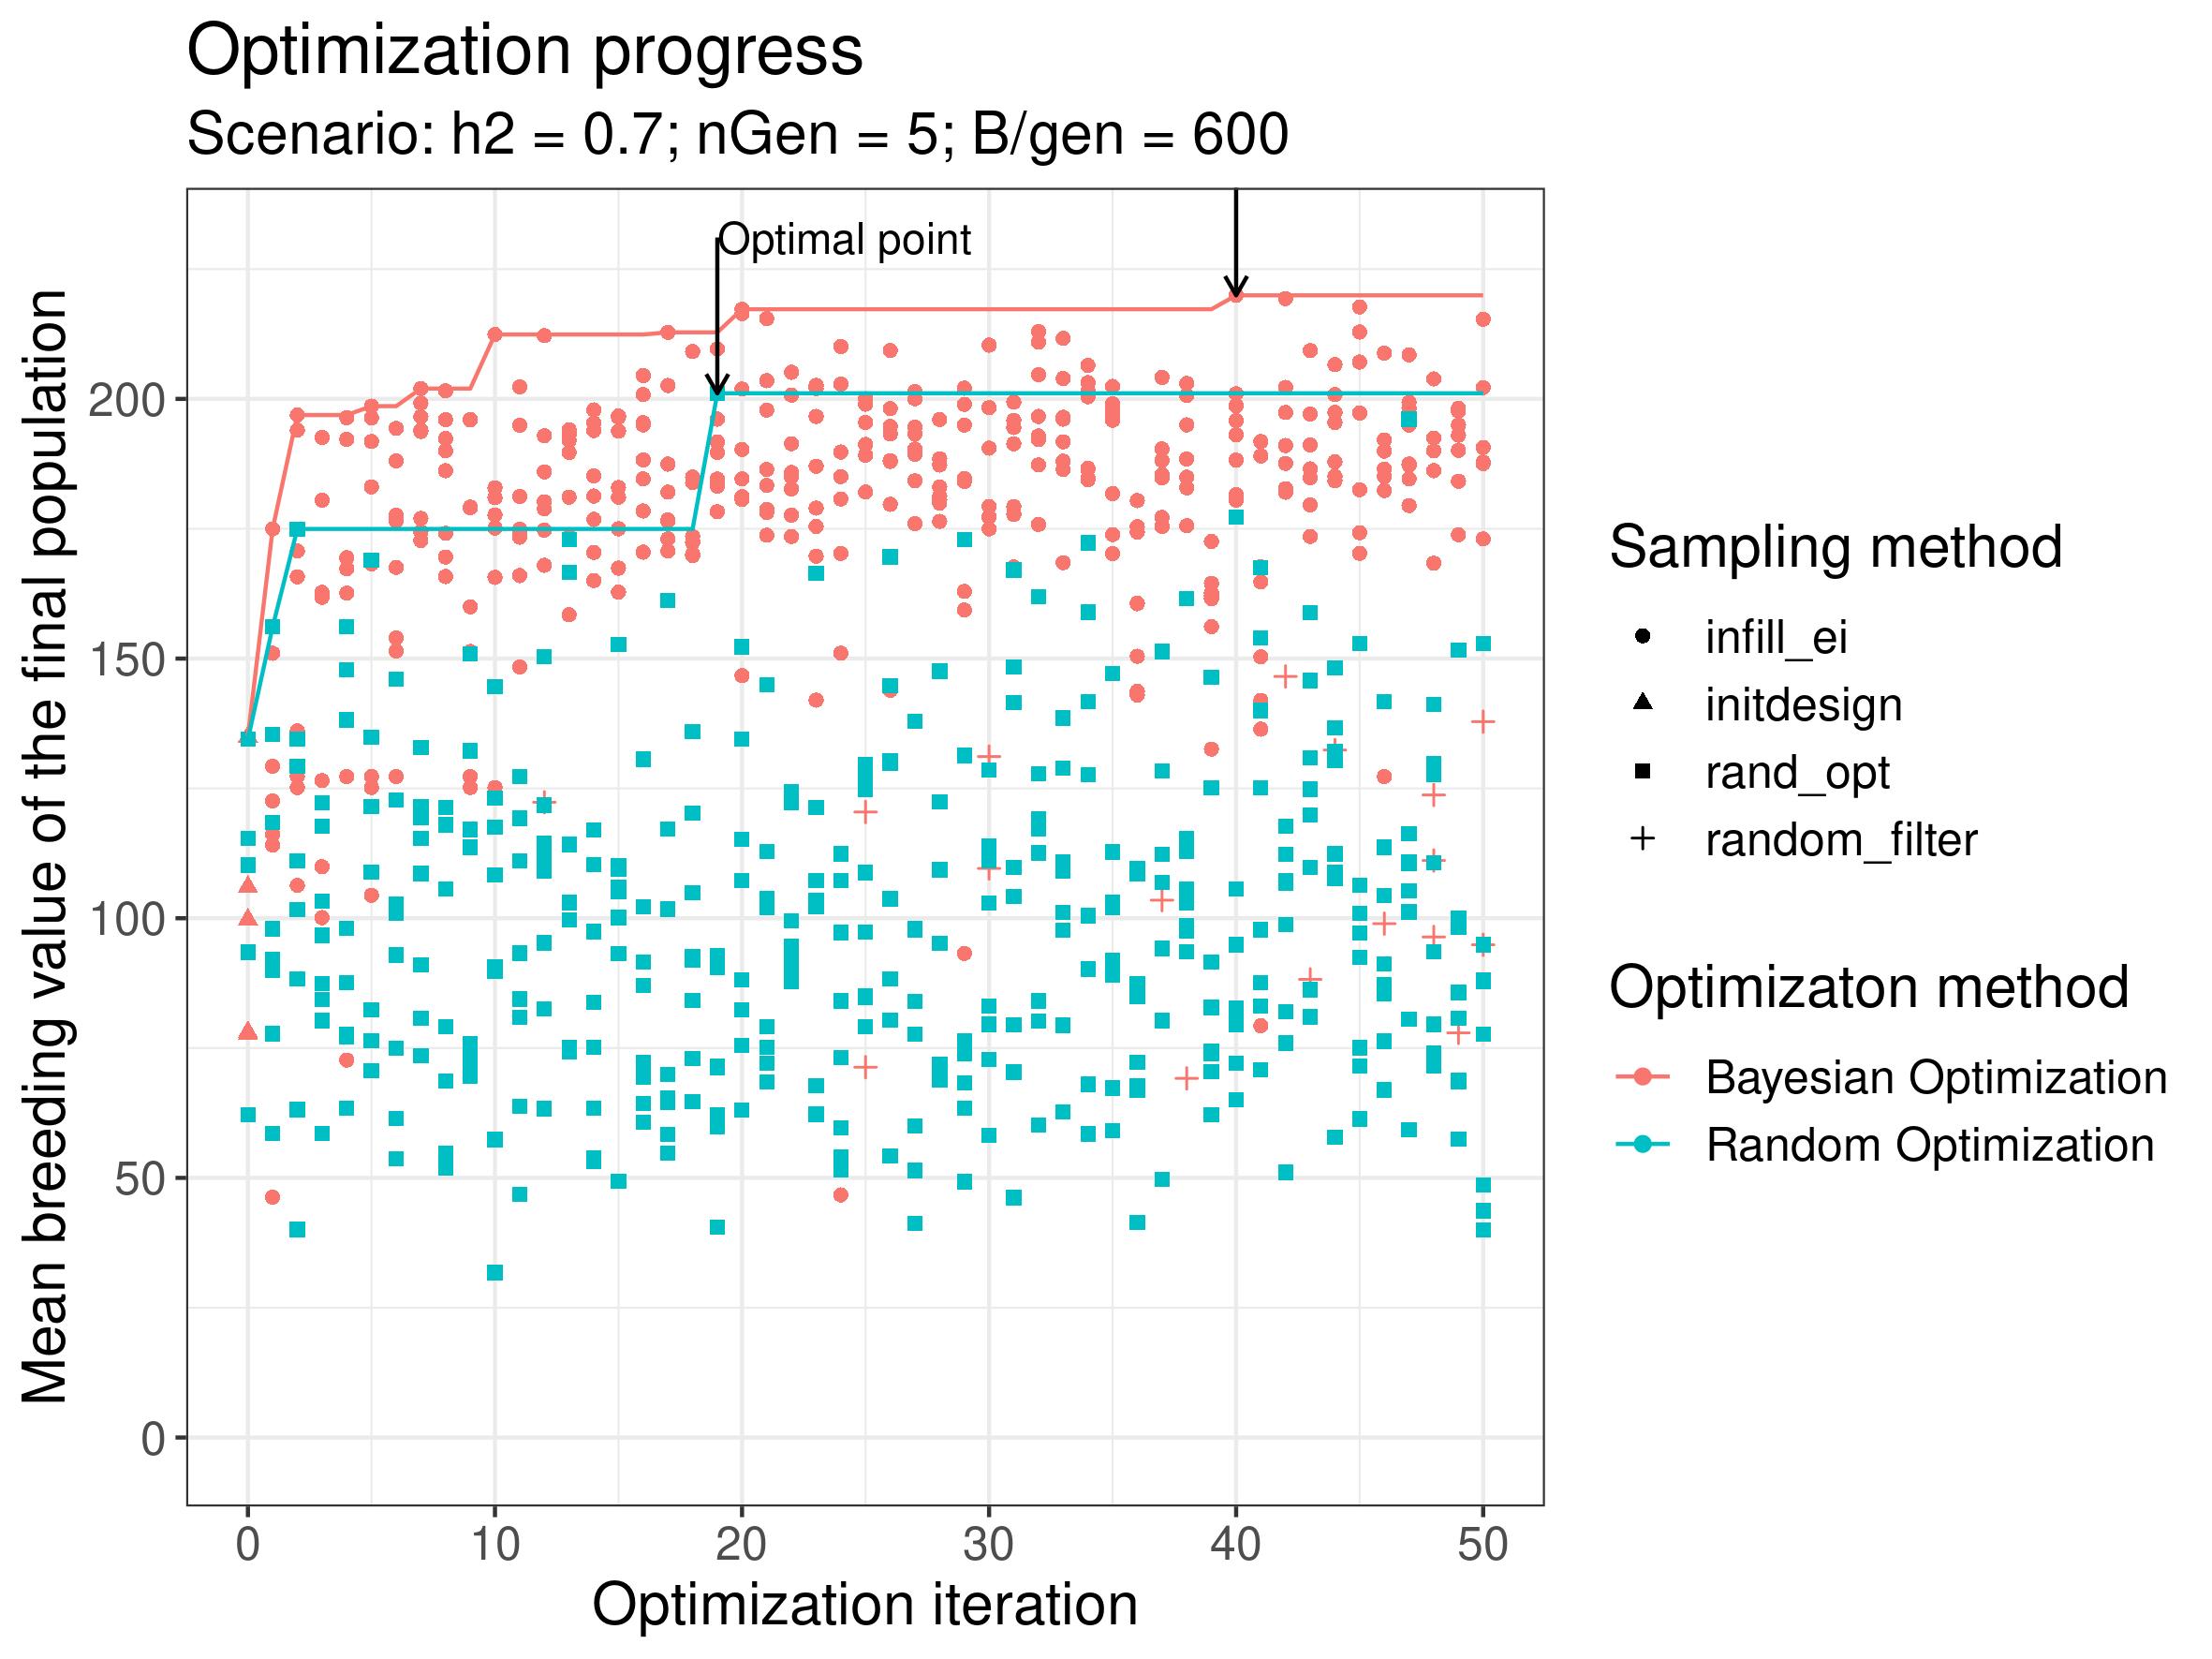 Optimization progress
Scenario: h2 = 0.7; nGen = 5; B/gen = 600
Mean breeding value of the final population
200
150
100
50
0
Optimal point
0 10 20 30 40 50
Optimization iteration
Sampling method
infill_ei
initdesign
rand_opt
random_filter
Optimizaton method
Bayesian Optimization
Random Optimization